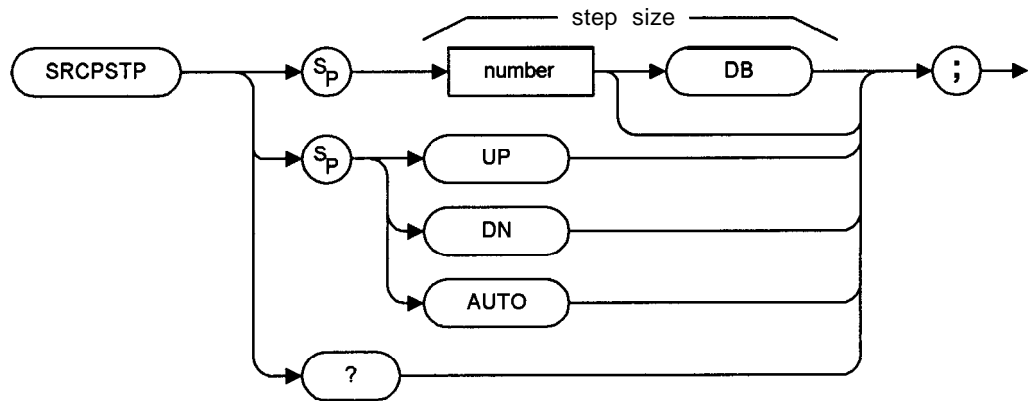 step size
SRCPSTP
SP
number
DB
;
SP
UP
DN
AUTO
?